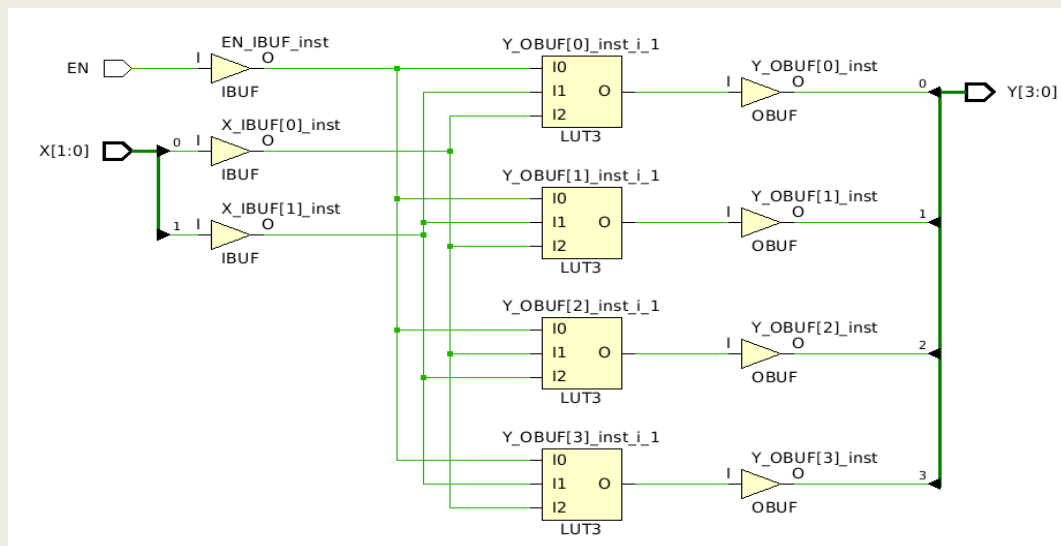 EN
I
EN_IBUF_inst
O
IBUF
X[1:0]
0
I
X_IBUF[0]_inst
O
IBUF
1
I
X_IBUF[1]_inst
O
IBUF
Y_OBUF[0]_inst_i_1
I0
I1
I2
O
LUT3
Y_OBUF[0]_inst
I
O
OBUF
0
Y[3:0]
Y_OBUF[1]_inst_i_1
I0
I1
I2
O
LUT3
Y_OBUF[1]_inst
I
O
OBUF
1
Y_OBUF[2]_inst_i_1
I0
I1
I2
O
LUT3
Y_OBUF[2]_inst
I
O
OBUF
2
Y_OBUF[3]_inst_i_1
I0
I1
I2
O
LUT3
Y_OBUF[3]_inst
I
O
OBUF
3